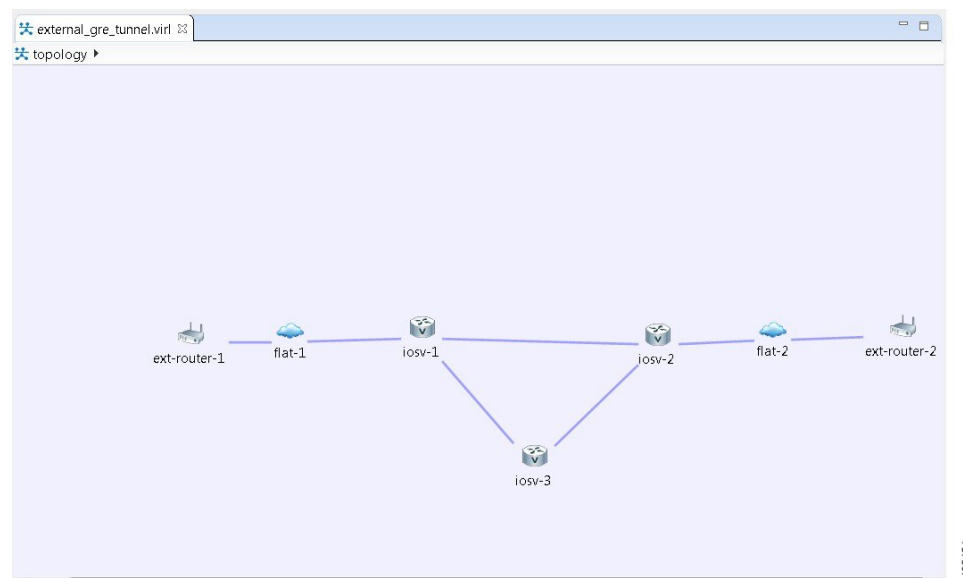 external_gre_tunnel.virl
topology
ext-router-1
flat-1
iosv-1
iosv-2
flat-2
ext-router-2
iosv-3